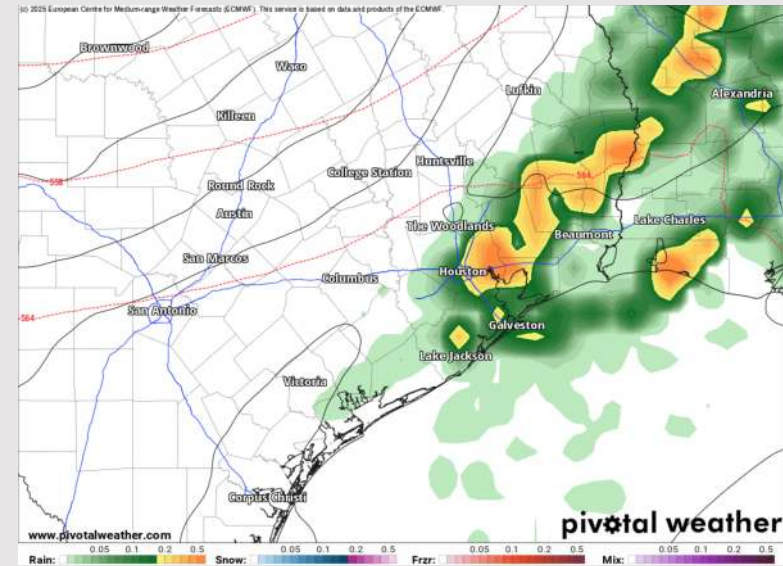 (c) 2025 European Centre for Medium-range Weather Forecasts (ECMWF). This service is based on data and products of the ECMWF.
Brownwood
Waco
Lufkin
Alexandria
Killeen
Huntsville
College Station
558
564
Round Rock
Austin
The Woodlands
Lake Charles
Beaumont
San Marcos
Houston
Columbus
San Antonio
564
Galveston
Lake Jackson
Victoria
Corpus Christi
www.pivotalweather.com
pivotal weather
Rain: 0.05 0.1 0.2 0.5 Snow: 0.05 0.1 0.2 0.5 Frzr: 0.05 0.1 0.2 0.5 Mix: 0.05 0.1 0.2 0.5